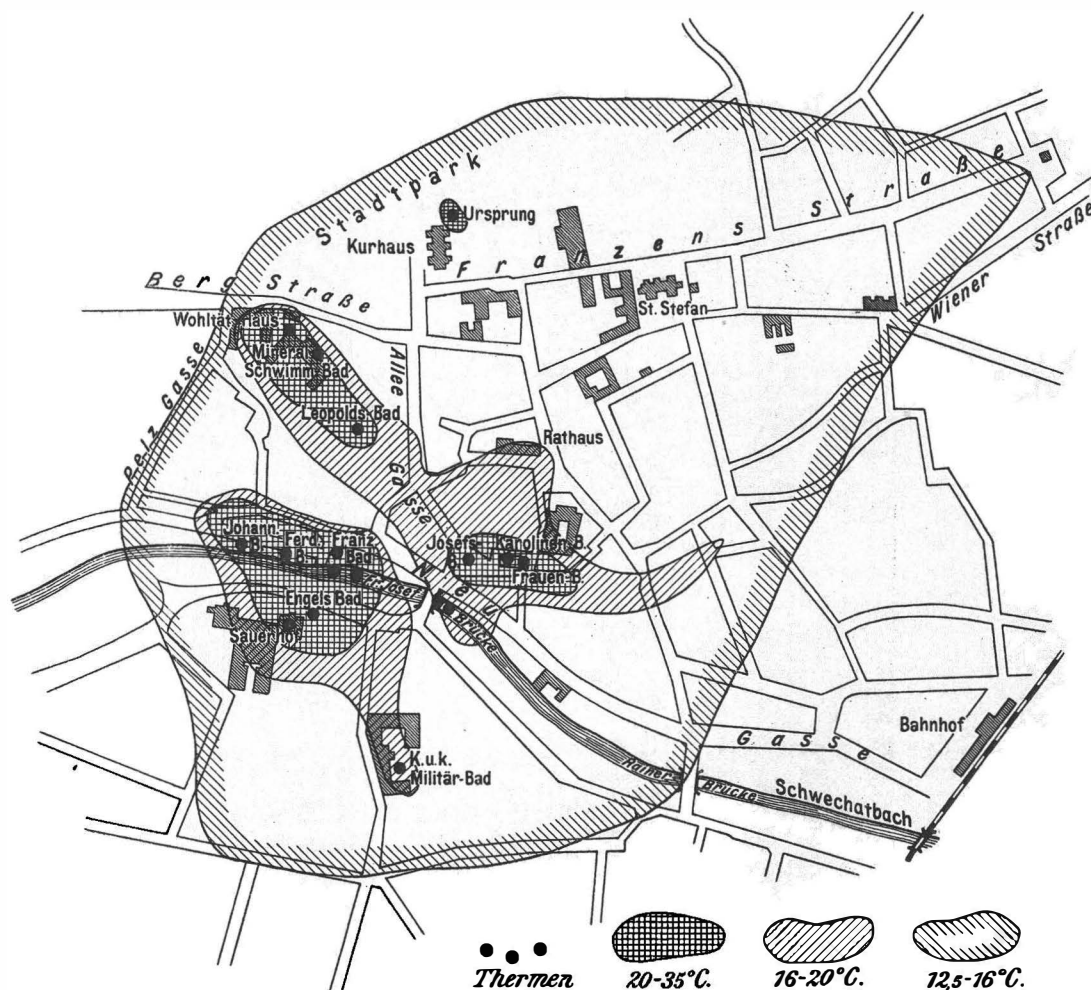 Stadtpark
Ursprung
Kurhaus
Franzens Straße
Wiener Straße
Berg Straße
St. Stefan
Wohltät. Haus
Mineral-
Schwimm-Bad
Pelz Gasse
Allee Gasse
Leopolds-Bad
Rathaus
Johann-
B.
Ferd.-
B.
Franz
Bad
Josefs-
B.
Karolinen-B.
Frauen-B.
Engels Bad
Sauerhof
Brücke
Neu
Gasse
Bahnhof
K.u.k.
Militär-Bad
Rainer-
Brücke
Schwechatbach
Thermen
20-35°C.
16-20°C.
12,5-16°C.